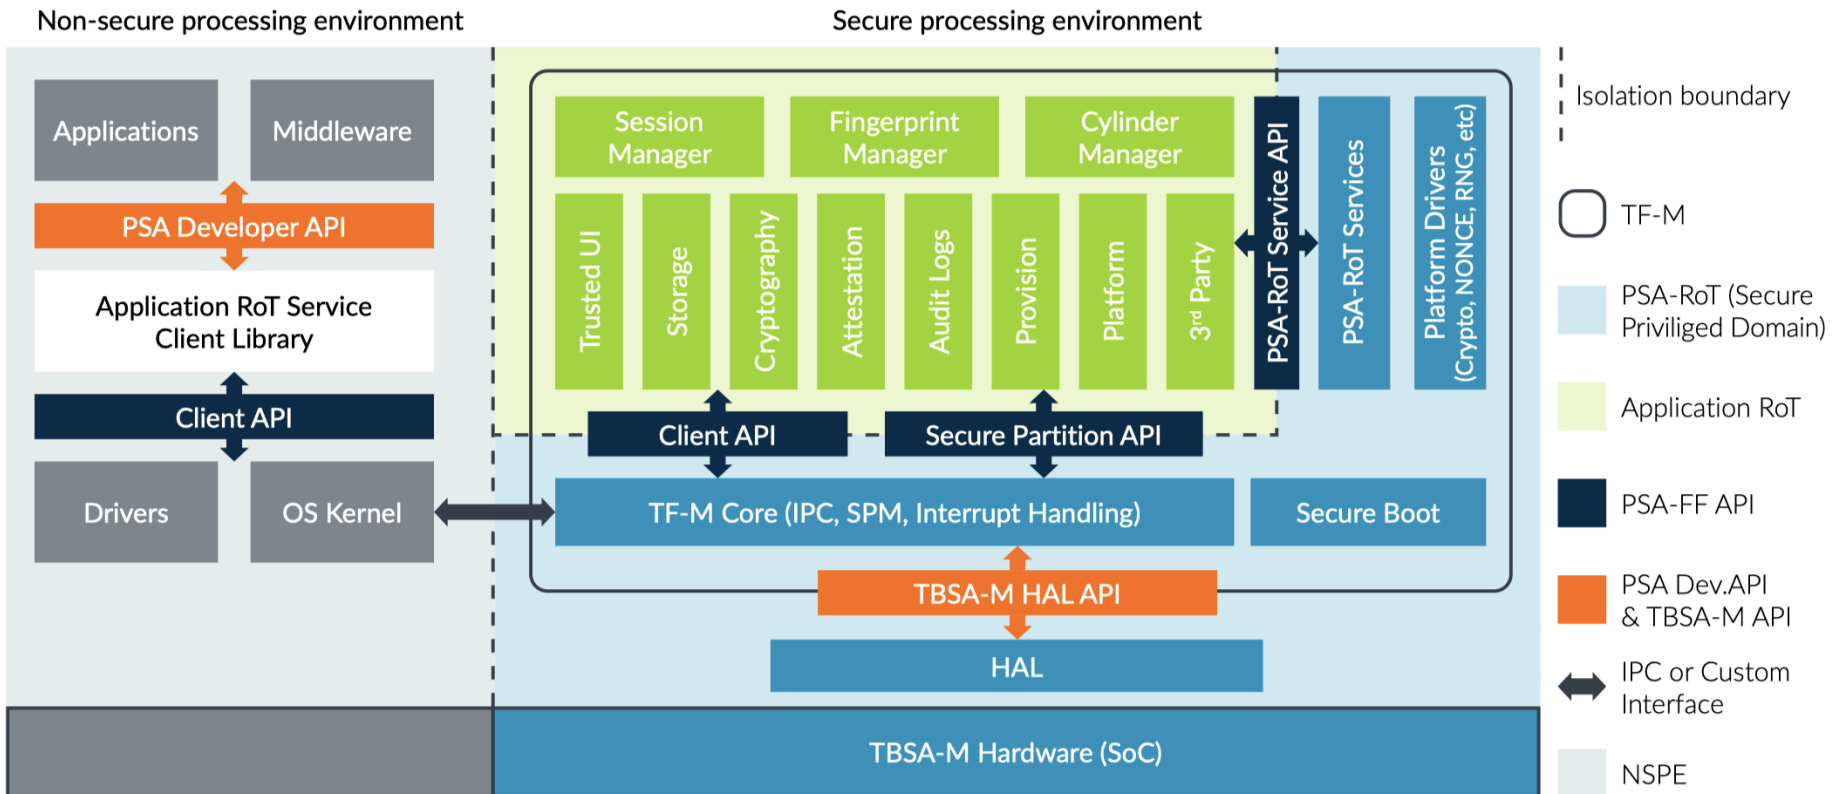 Non-secure processing environment
Secure processing environment
Applications
Middleware
PSA Developer API
Application RoT Service
Client Library
Client API
Drivers
OS Kernel
Session
Manager
Fingerprint
Manager
Cylinder
Manager
Trusted UI
Storage
Cryptography
Attestation
Audit Logs
Provision
Platform
3rd Party
PSA-RoT Service API
PSA-RoT Services
Platform Drivers
(Crypto, NONCE, RNG, etc)
Client API
Secure Partition API
TF-M Core (IPC, SPM, Interrupt Handling)
Secure Boot
TBSA-M HAL API
HAL
TBSA-M Hardware (SoC)
Isolation boundary
TF-M
PSA-RoT (Secure
Priviliged Domain)
Application RoT
PSA-FF API
PSA Dev.API
& TBSA-M API
IPC or Custom
Interface
NSPE